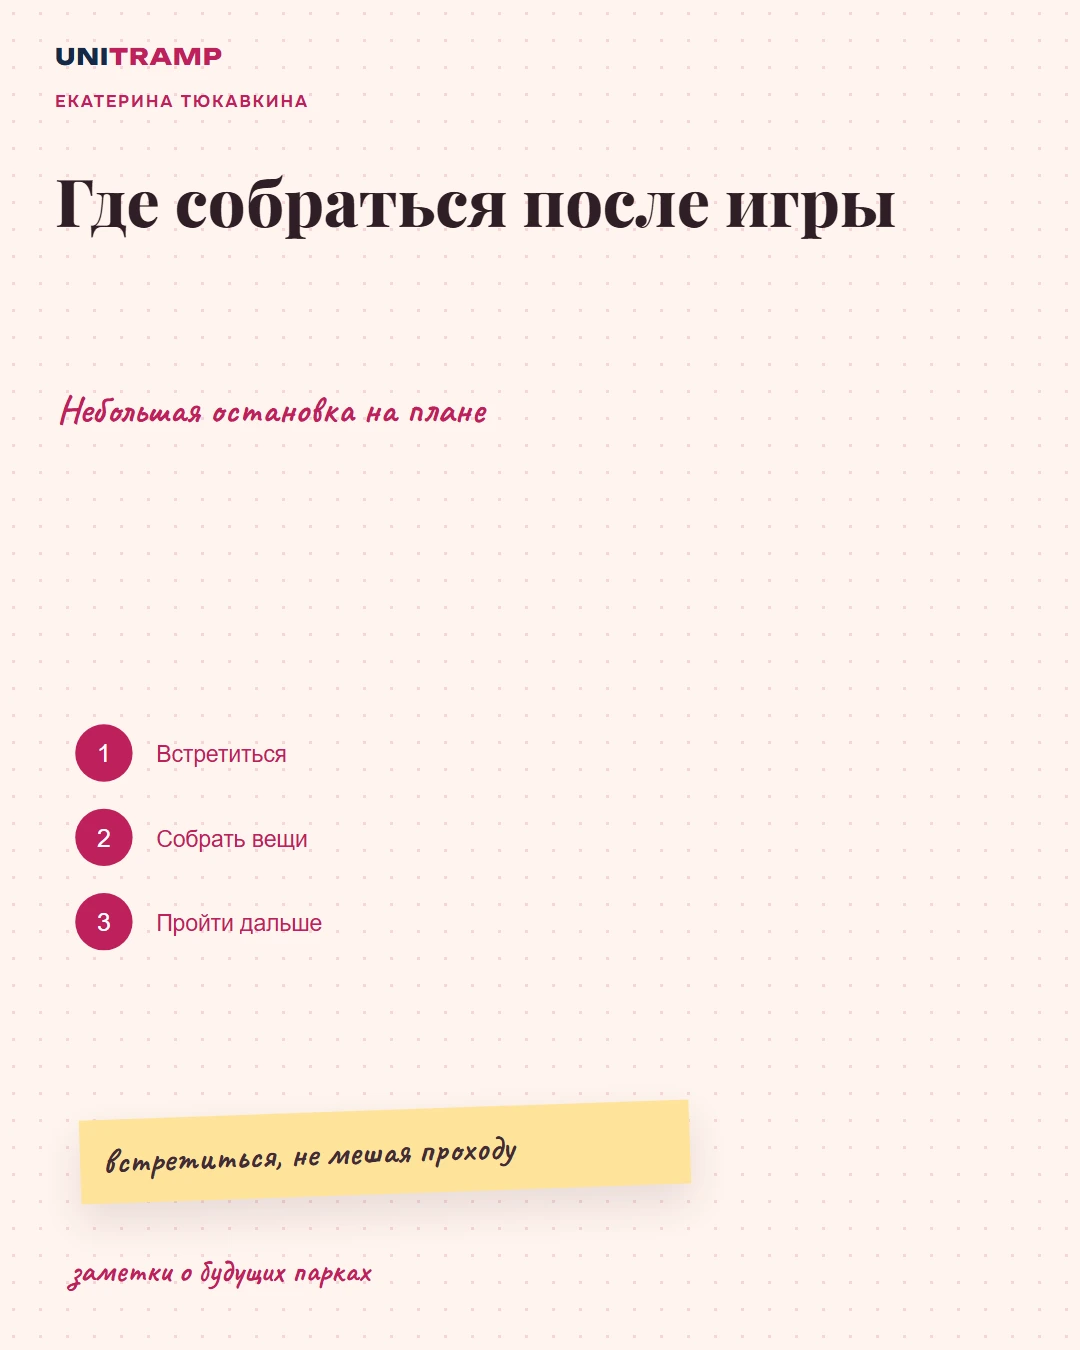 UNITRAMP
ЕКАТЕРИНА ТЮКАВКИНА
Где собраться после игры
Небольшая остановка на плане
1 Встретиться
2 Собрать вещи
3 Пройти дальше
встретиться, не мешая проходу
заметки о будущих парках